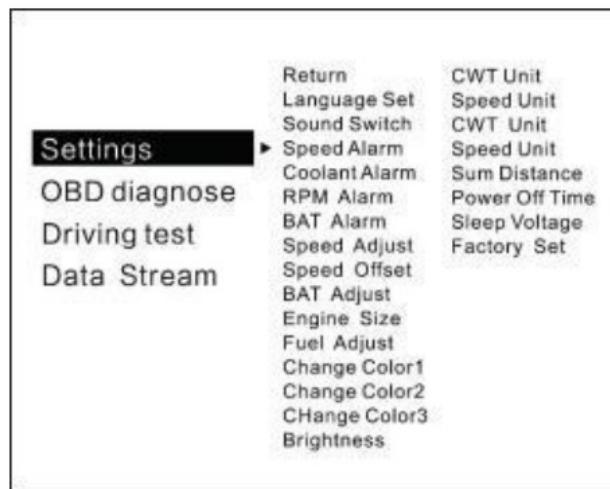 Settings
OBD diagnose
Driving test
Data Stream
Return
Language Set
Sound Switch
Speed Alarm
Coolant Alarm
RPM Alarm
BAT Alarm
Speed Adjust
Speed Offset
BAT Adjust
Engine Size
Fuel Adjust
Change Color1
Change Color2
CHange Color3
Brightness
CWT Unit
Speed Unit
CWT Unit
Speed Unit
Sum Distance
Power Off Time
Sleep Voltage
Factory Set